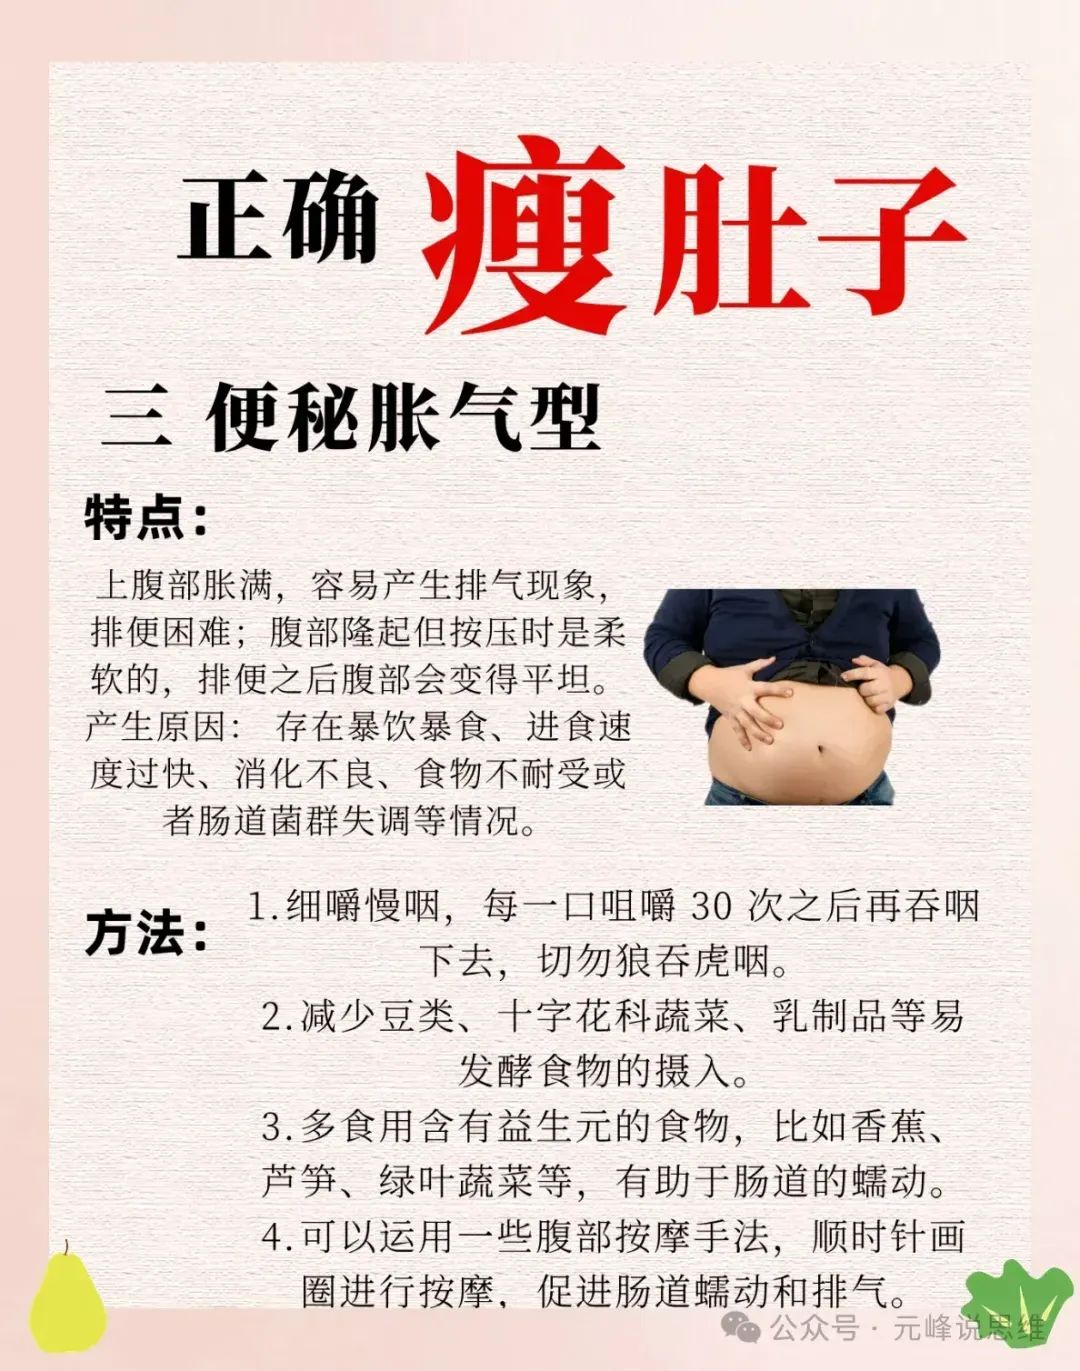 正确 瘦肚子
三 便秘胀气型
特点：
上腹部胀满，容易产生排气现象，
排便困难；腹部隆起但按压时是柔
软的，排便之后腹部会变得平坦。
产生原因： 存在暴饮暴食、进食速
度过快、消化不良、食物不耐受或
者肠道菌群失调等情况。
方法：
1.细嚼慢咽，每一口咀嚼 30 次之后再吞咽
下去，切勿狼吞虎咽。
2.减少豆类、十字花科蔬菜、乳制品等易
发酵食物的摄入。
3.多食用含有益生元的食物，比如香蕉、
芦笋、绿叶蔬菜等，有助于肠道的蠕动。
4.可以运用一些腹部按摩手法，顺时针画
圈进行按摩，促进肠道蠕动和排气。
公众号 · 元峰说思维